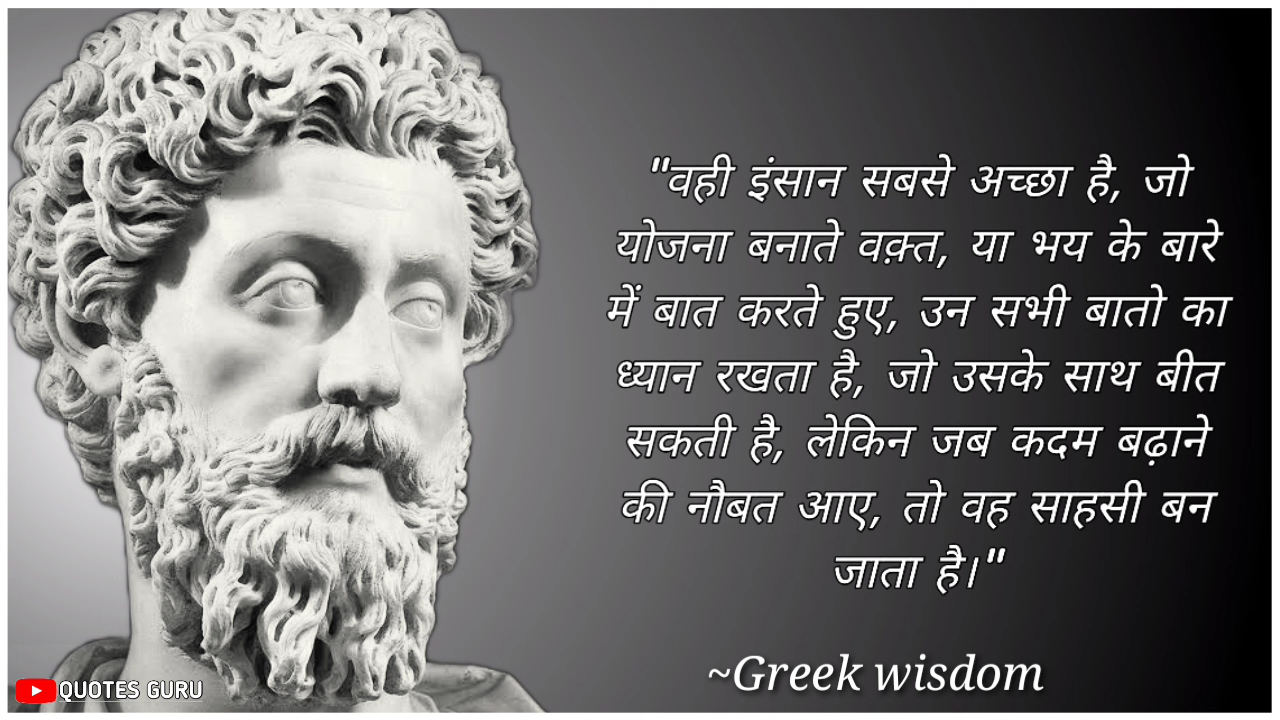 "वही इंसान सबसे अच्छा है, जो
योजना बनाते वक़्त, या भय के बारे
में बात करते हुए, उन सभी बातो का
ध्यान रखता है, जो उसके साथ बीत
सकती है, लेकिन जब कदम बढ़ाने
की नौबत आए, तो वह साहसी बन
जाता है।"
~Greek wisdom
QUOTES GURU